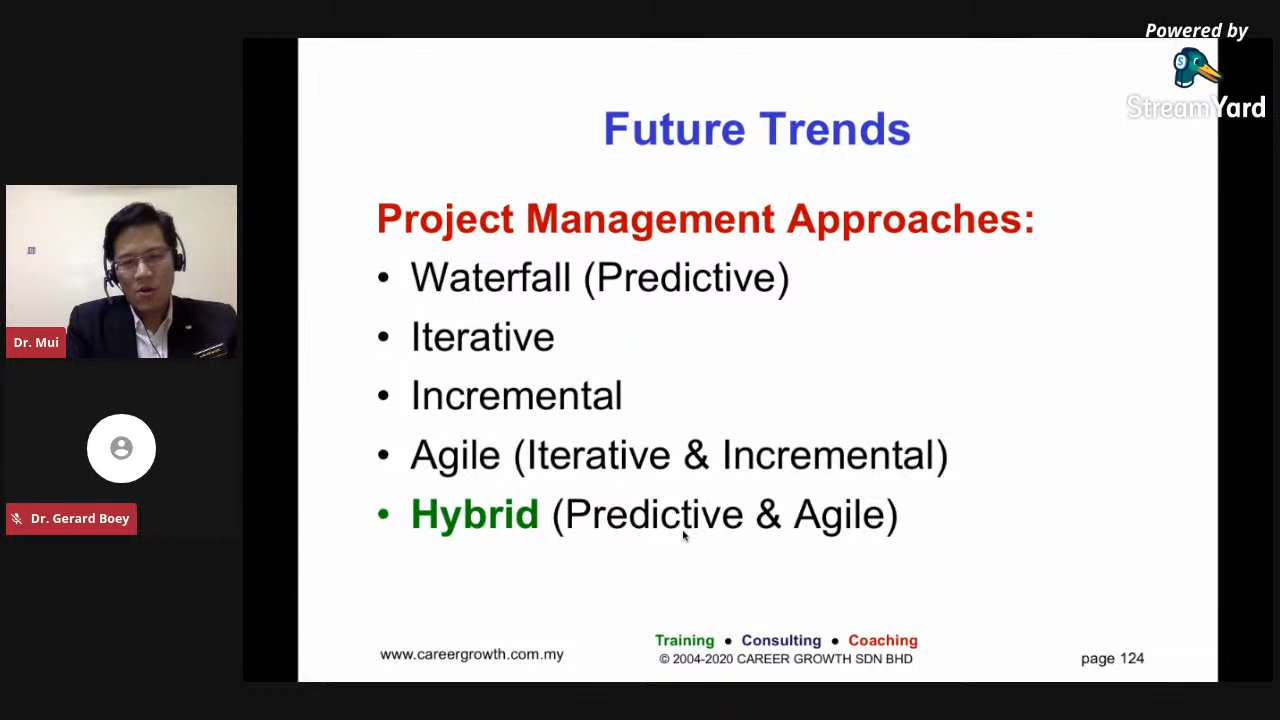 Powered by
StreamYard
Future Trends
Project Management Approaches:
• Waterfall (Predictive)
• Iterative
• Incremental
• Agile (Iterative & Incremental)
• Hybrid (Predictive & Agile)
Dr. Mui
Dr. Gerard Boey
www.careergrowth.com.my
Training ● Consulting ● Coaching
© 2004-2020 CAREER GROWTH SDN BHD
page 124